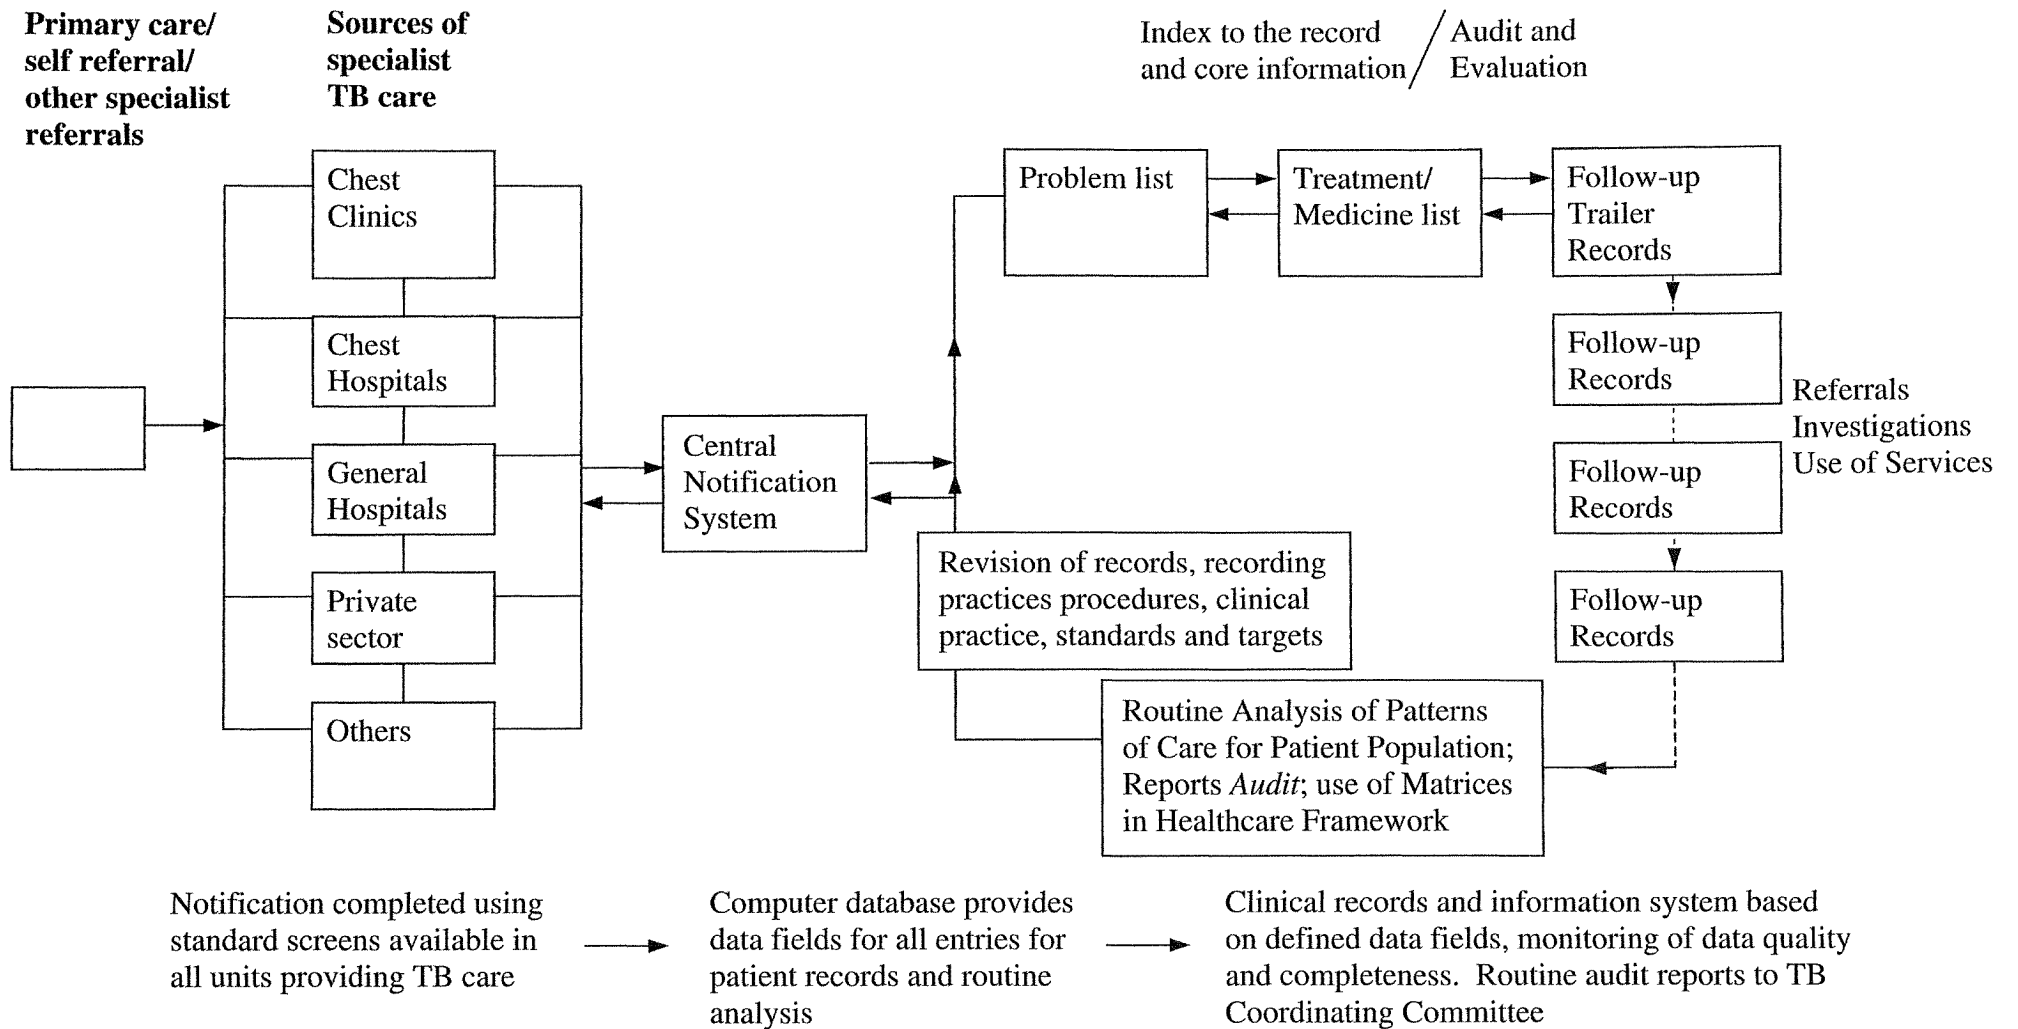 Primary care/
self referral/
other specialist
referrals
Sources of
specialist
TB care
Index to the record
and core information
/
Audit and
Evaluation
Chest
Clinics
Chest
Hospitals
General
Hospitals
Private
sector
Others
Central
Notification
System
Problem list
Treatment/
Medicine list
Follow-up
Trailer
Records
Follow-up
Records
Follow-up
Records
Follow-up
Records
Referrals
Investigations
Use of Services
Revision of records, recording
practices procedures, clinical
practice, standards and targets
Routine Analysis of Patterns
of Care for Patient Population;
Reports Audit; use of Matrices
in Healthcare Framework
Notification completed using
standard screens available in
all units providing TB care
Computer database provides
data fields for all entries for
patient records and routine
analysis
Clinical records and information system based
on defined data fields, monitoring of data quality
and completeness. Routine audit reports to TB
Coordinating Committee